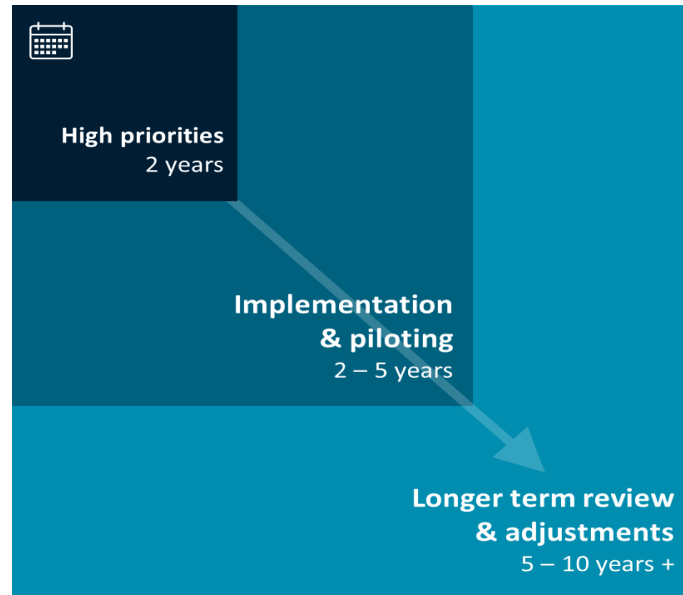 High priorities
2 years
Implementation
& piloting
2 – 5 years
Longer term review
& adjustments
5 – 10 years +